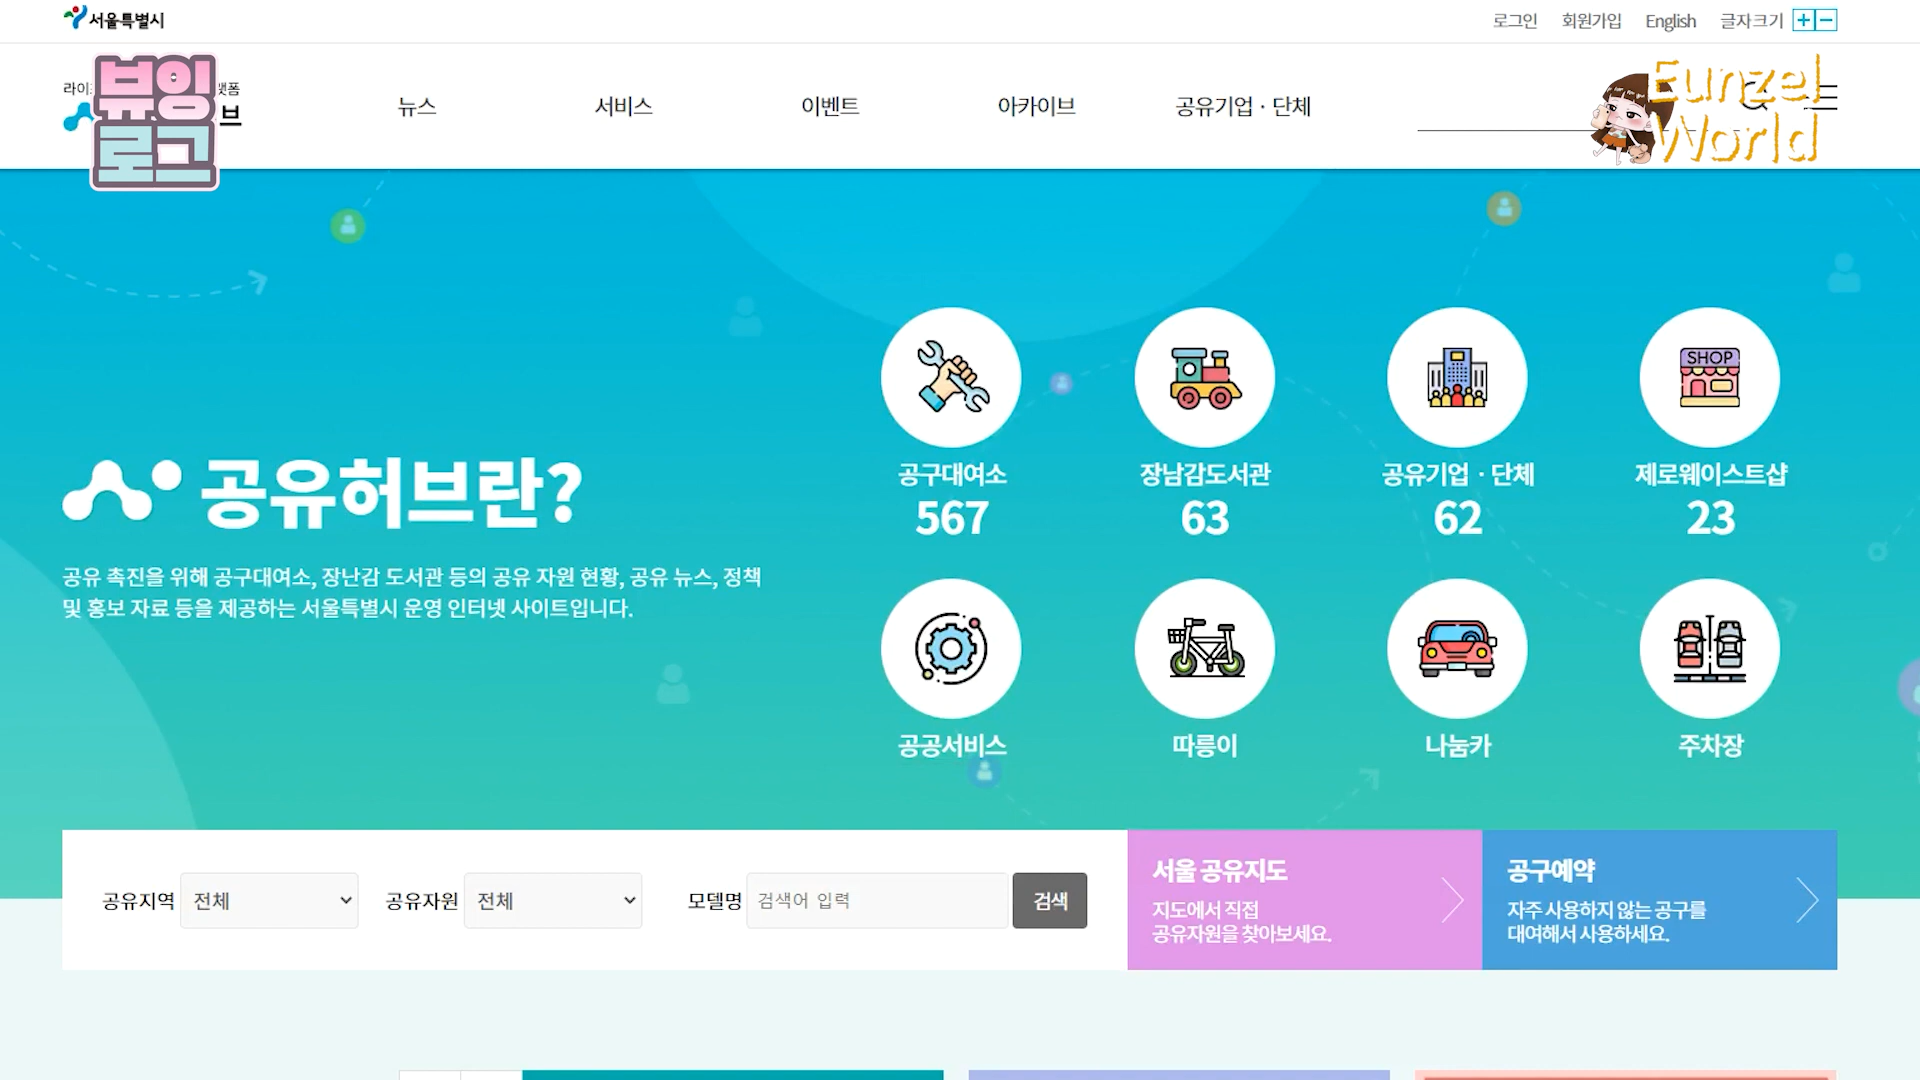 서울특별시
로그인
회원가입
English
글자크기
뷰잉
로그
브
뉴스
서비스
이벤트
아카이브
공유기업 · 단체
Eunzel
World
SHOP
공구대여소
567
장남감도서관
63
공유기업 · 단체
62
제로웨이스트샵
23
공유허브란?
공유 촉진을 위해 공구대여소, 장난감 도서관 등의 공유 자원 현황, 공유 뉴스, 정책
및 홍보 자료 등을 제공하는 서울특별시 운영 인터넷 사이트입니다.
공공서비스
따릉이
나눔카
주차장
공유지역
전체
공유자원
전체
모델명
검색어 입력
검색
서울 공유지도
지도에서 직접
공유자원을 찾아보세요.
공구예약
자주 사용하지 않는 공구를
대여해서 사용하세요.